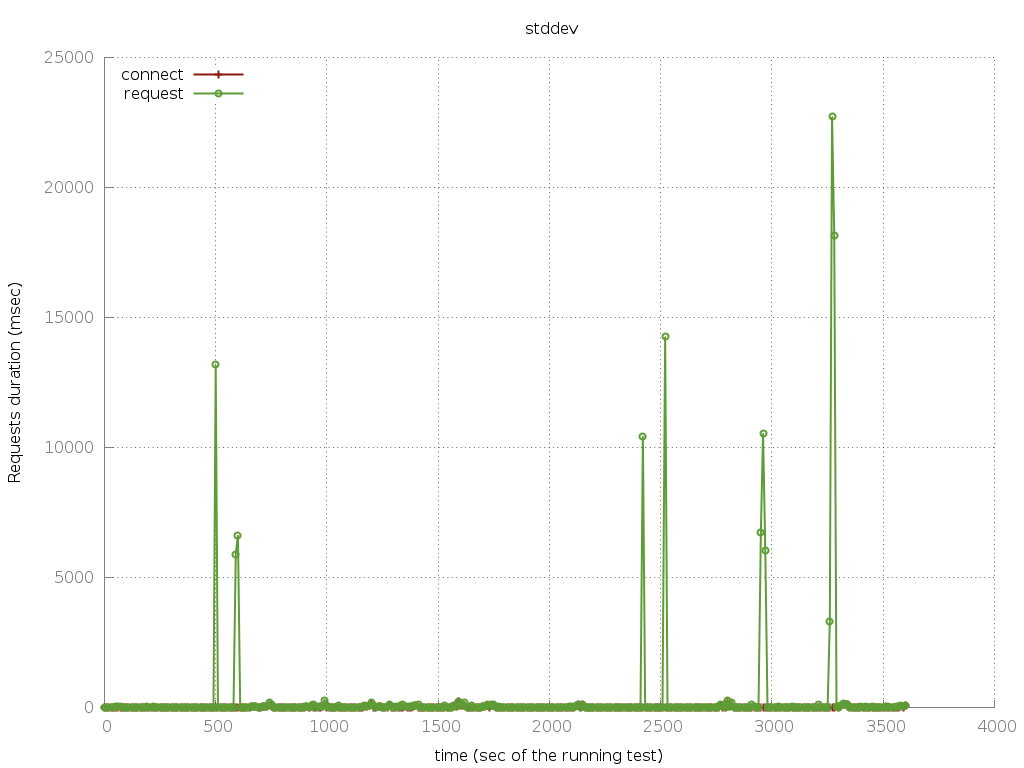 stddev
25000
connect
request
20000
15000
Requests duration (msec)
10000
5000
0
0 500 1000 1500 2000 2500 3000 3500 4000
time (sec of the running test)